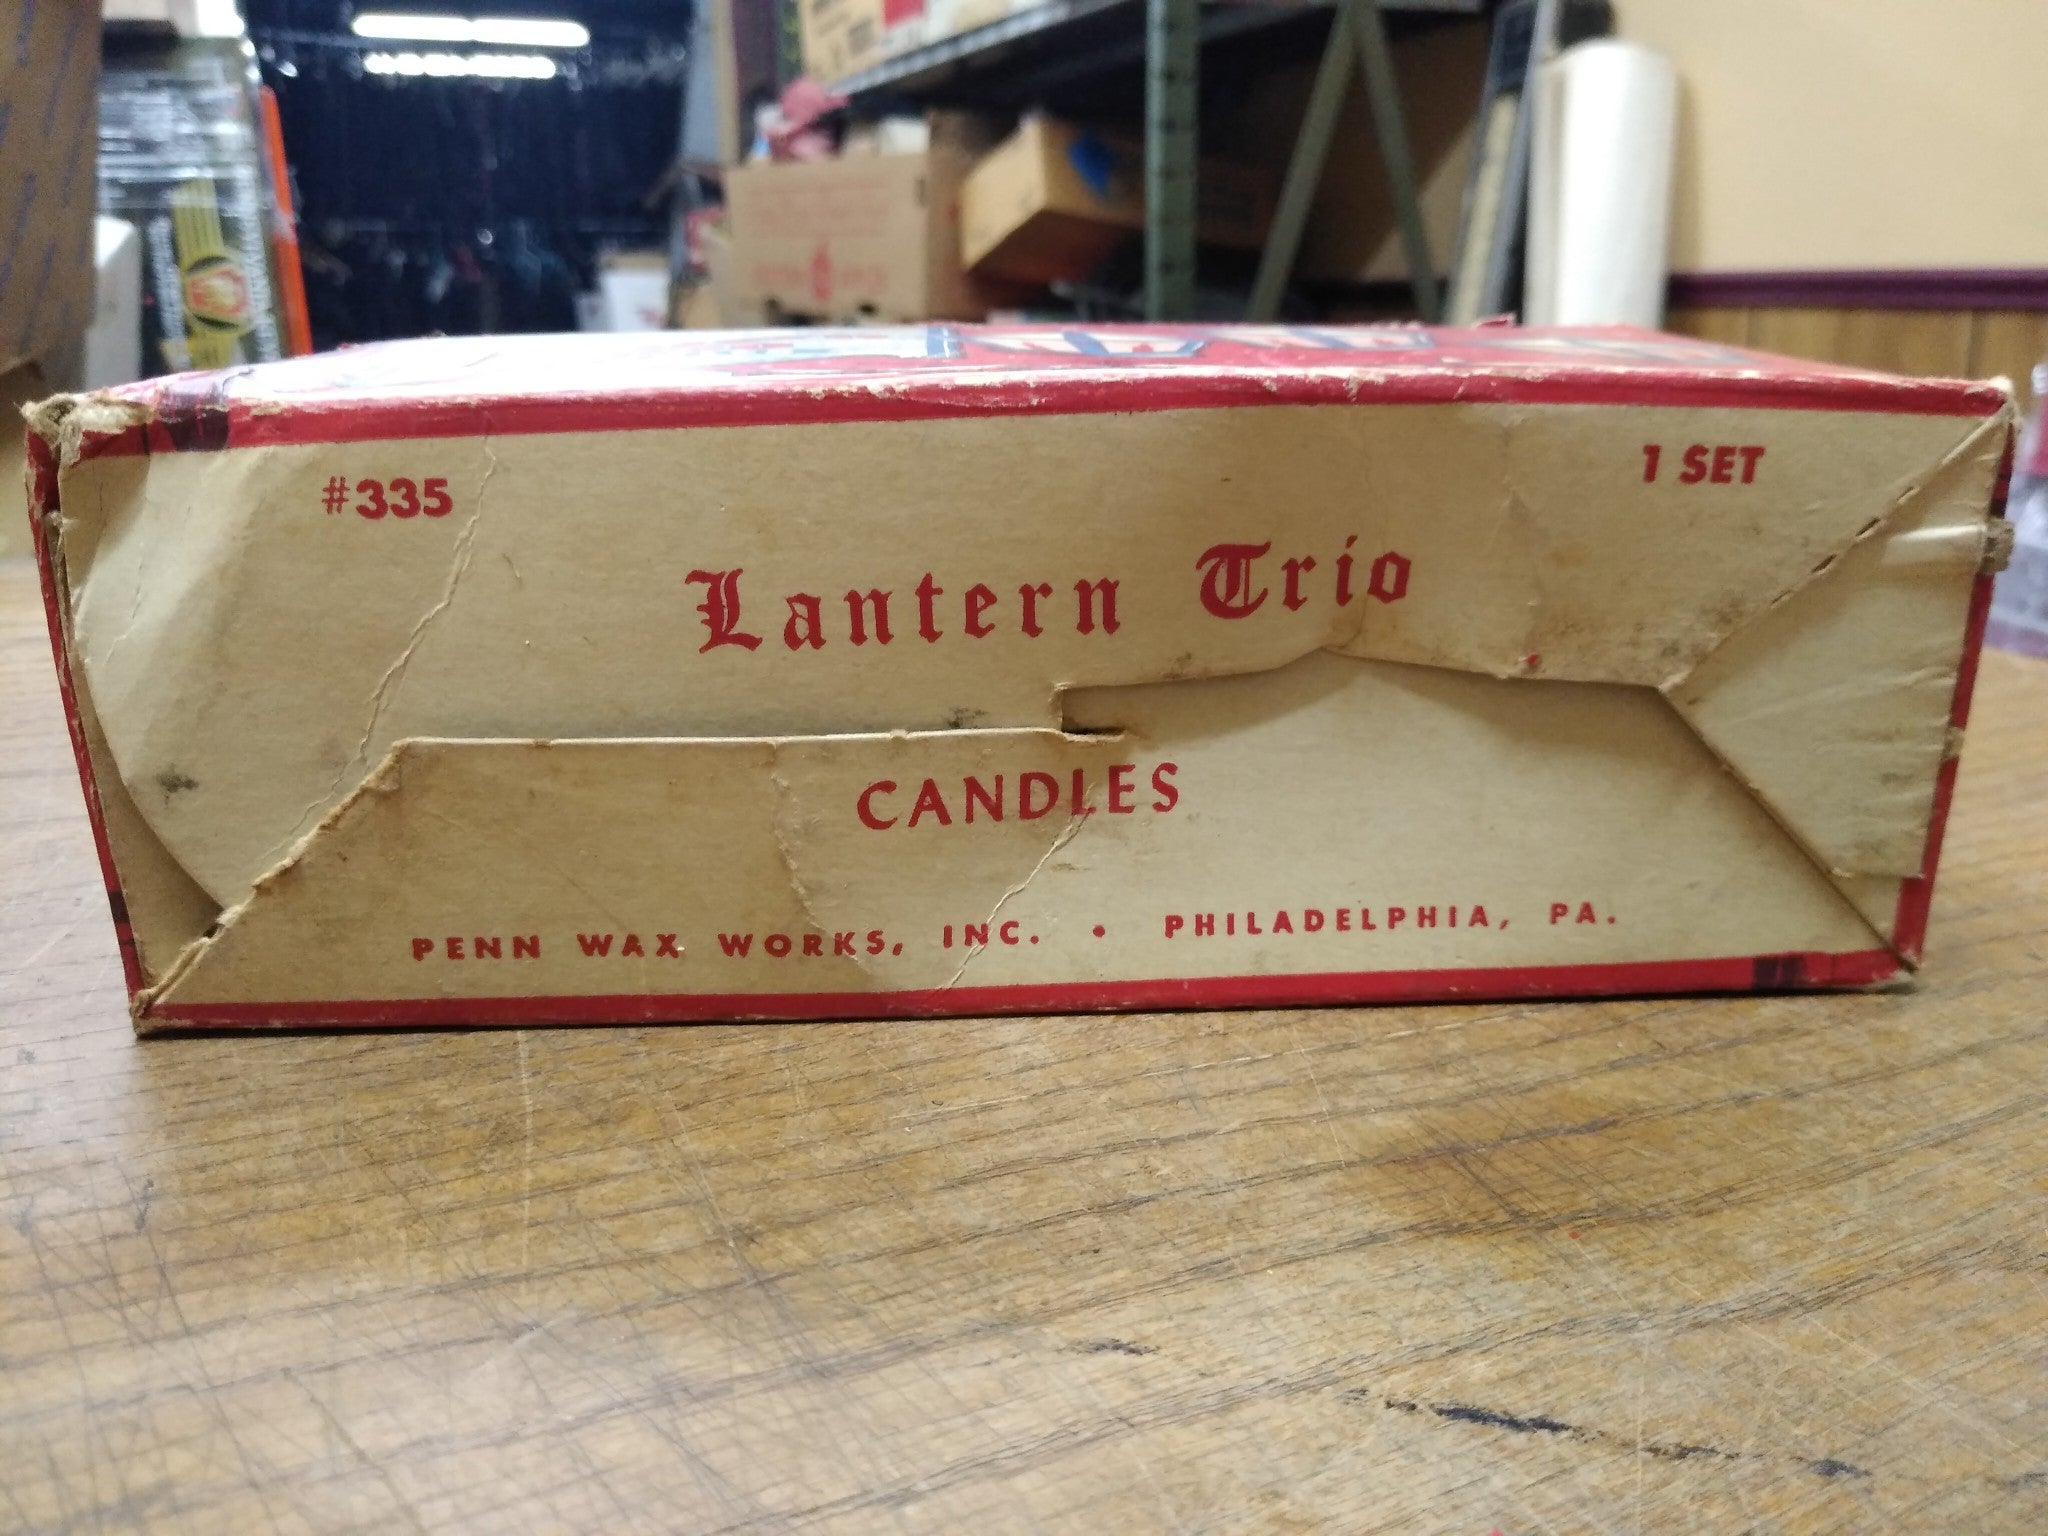 #335
1 SET
Lantern Trio
CANDLES
PENN WAX WORKS, INC. • PHILADELPHIA, PA.